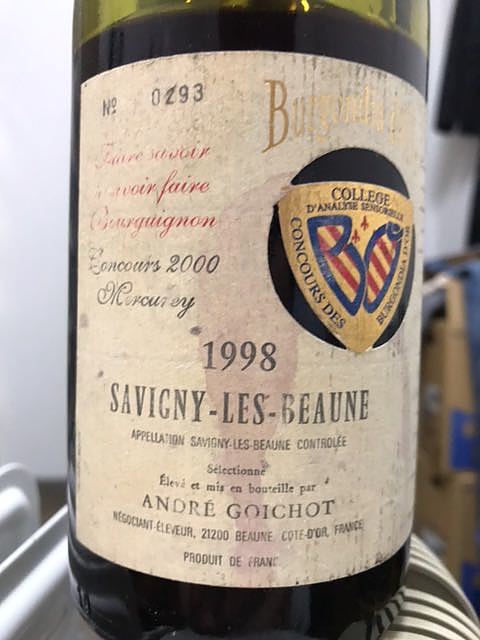 Nº 0293
Burgondia
Faire savoir
savoir faire
Bourguignon
Concours 2000
Mercurey
COLLEGE
D'ANALYSE SENSORIELLE
CONCOURS DES
BURGONDIA D'OR
1998
SAVIGNY-LES-BEAUNE
APPELLATION SAVIGNY-LES-BEAUNE CONTROLÉE
Sélectionné
Élevé et mis en bouteille par
ANDRÉ GOICHOT
NÉGOCIANT-ÉLEVEUR, 21200 BEAUNE, COTE-D'OR, FRANCE
PRODUIT DE FRANC